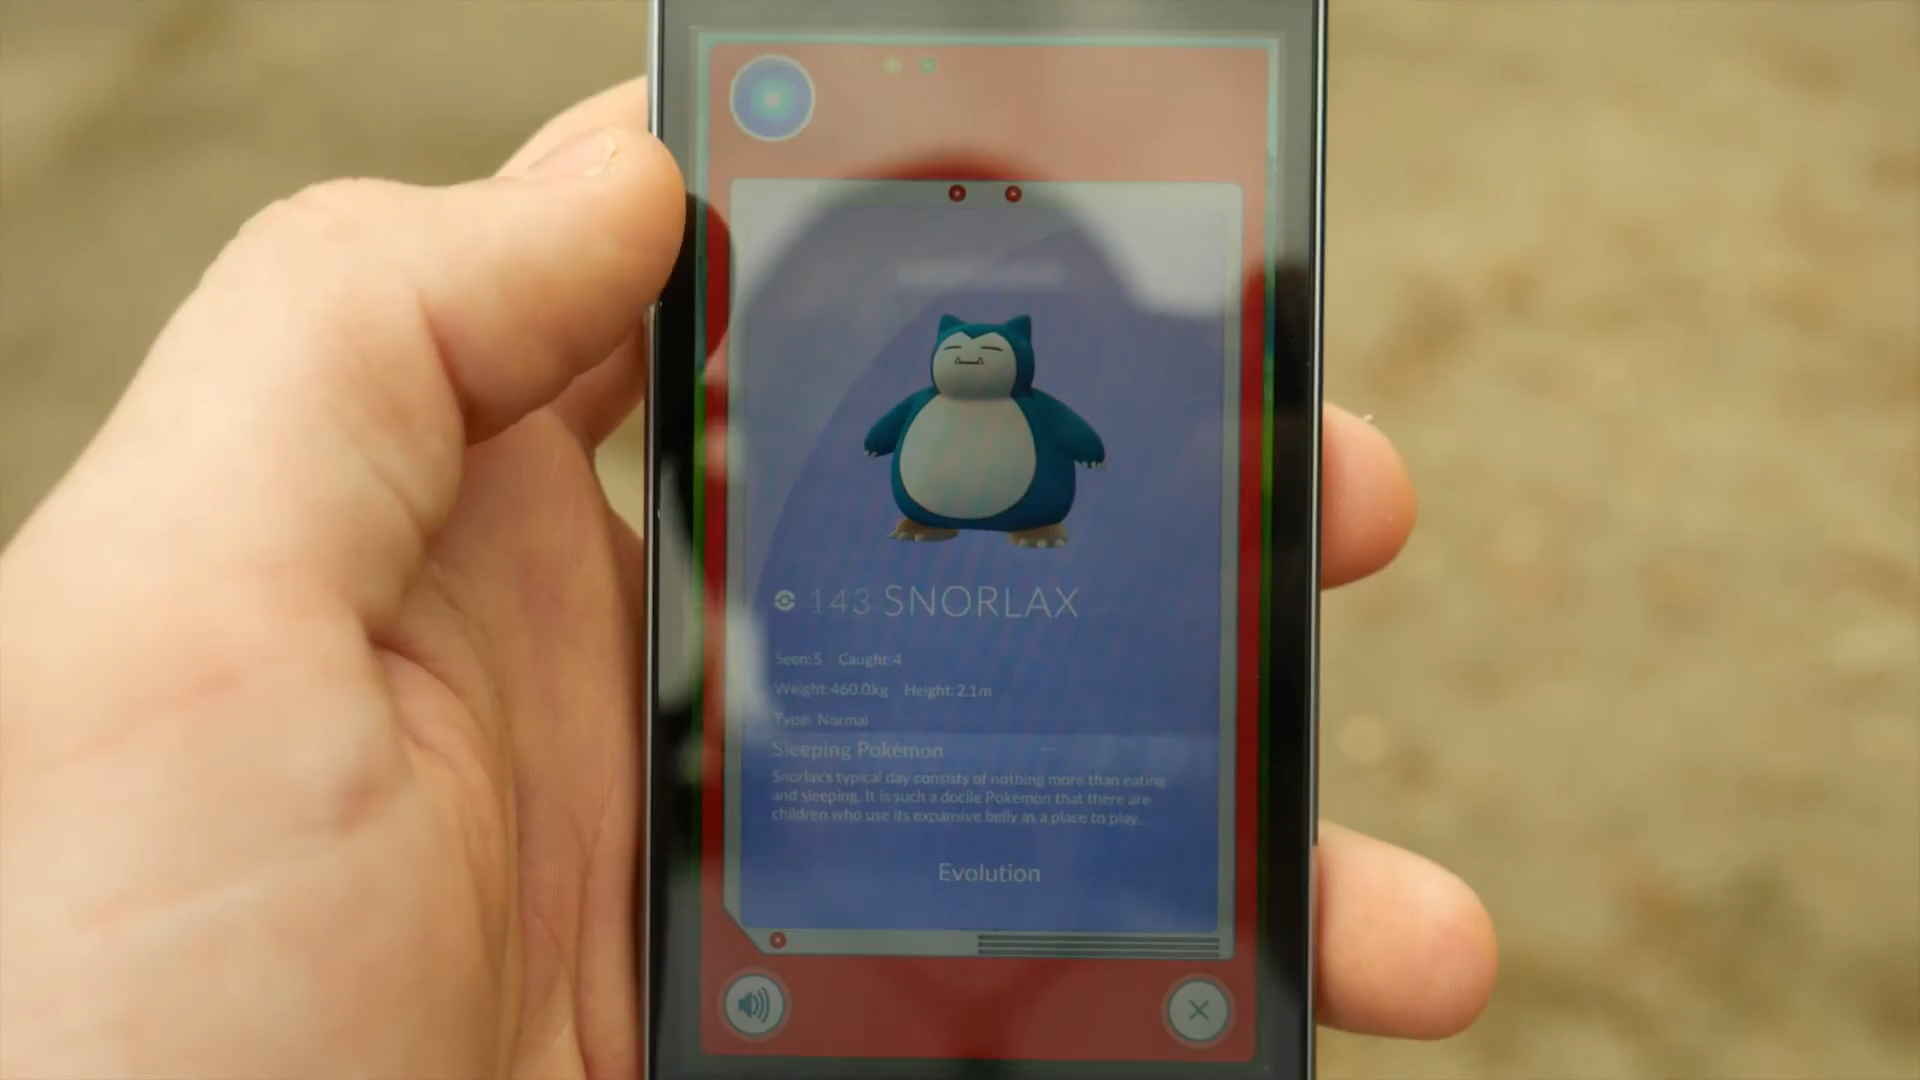 143 SNORLAX
Seen:5 Caught:4
Weight:460.0kg Height:2.1m
Type: Normal
Sleeping Pokémon
Snorlax's typical day consists of nothing more than eating
and sleeping. It is such a docile Pokémon that there are
children who use its expansive belly as a place to play.
Evolution